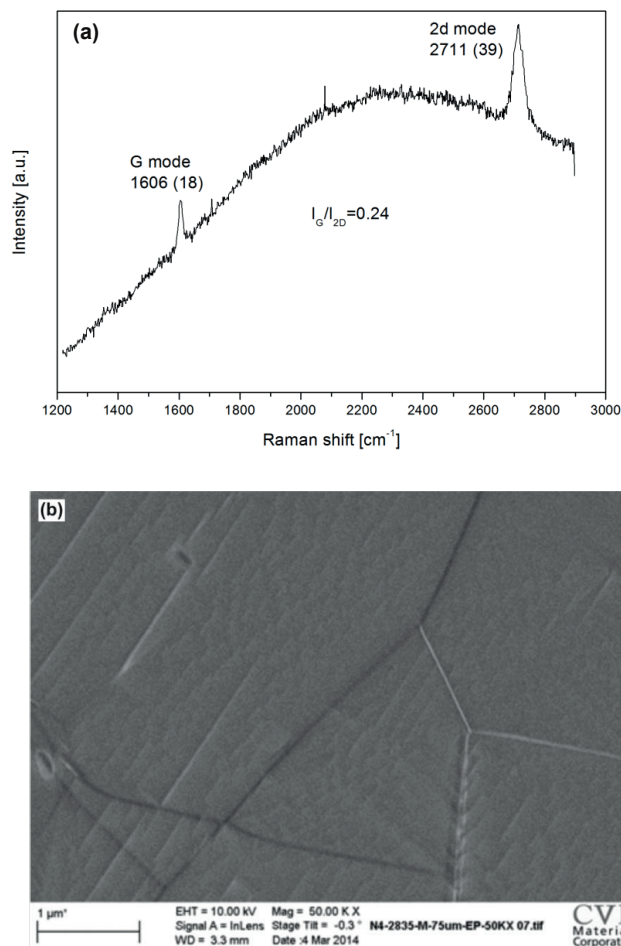 (a)
2d mode
2711 (39)
G mode
1606 (18)
I_G/I_2D=0.24
Intensity [a.u.]
1200 1400 1600 1800 2000 2200 2400 2600 2800 3000
Raman shift [cm⁻¹]
(b)
1 µm*
EHT = 10.00 kV Mag = 50.00 K X
Signal A = InLens Stage Tilt = -0.3 ° N4-2835-M-75um-EP-50KX 07.tif
WD = 3.3 mm Date :4 Mar 2014
Materia
Corporat